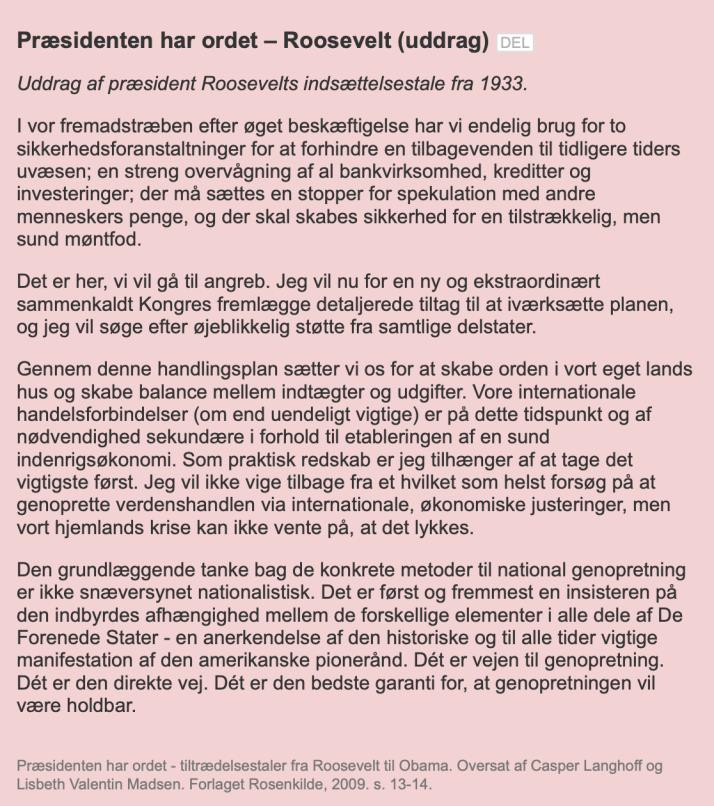 Præsidenten har ordet – Roosevelt (uddrag) DEL
Uddrag af præsident Roosevelts indsættelsestale fra 1933.
I vor fremadstræben efter øget beskæftigelse har vi endelig brug for to
sikkerhedsforanstaltninger for at forhindre en tilbagevenden til tidligere tiders
uvæsen; en streng overvågning af al bankvirksomhed, kreditter og
investeringer; der må sættes en stopper for spekulation med andre
menneskers penge, og der skal skabes sikkerhed for en tilstrækkelig, men
sund møntfod.
Det er her, vi vil gå til angreb. Jeg vil nu for en ny og ekstraordinært
sammenkaldt Kongres fremlægge detaljerede tiltag til at iværksætte planen,
og jeg vil søge efter øjeblikkelig støtte fra samtlige delstater.
Gennem denne handlingsplan sætter vi os for at skabe orden i vort eget lands
hus og skabe balance mellem indtægter og udgifter. Vore internationale
handelsforbindelser (om end uendeligt vigtige) er på dette tidspunkt og af
nødvendighed sekundære i forhold til etableringen af en sund
indenrigsøkonomi. Som praktisk redskab er jeg tilhænger af at tage det
vigtigste først. Jeg vil ikke vige tilbage fra et hvilket som helst forsøg på at
genoprette verdenshandlen via internationale, økonomiske justeringer, men
vort hjemlands krise kan ikke vente på, at det lykkes.
Den grundlæggende tanke bag de konkrete metoder til national genopretning
er ikke snæversynet nationalistisk. Det er først og fremmest en insisteren på
den indbyrdes afhængighed mellem de forskellige elementer i alle dele af De
Forenede Stater - en anerkendelse af den historiske og til alle tider vigtige
manifestation af den amerikanske pionerånd. Dét er vejen til genopretning.
Dét er den direkte vej. Dét er den bedste garanti for, at genopretningen vil
være holdbar.
Præsidenten har ordet - tiltrædelsestaler fra Roosevelt til Obama. Oversat af Casper Langhoff og
Lisbeth Valentin Madsen. Forlaget Rosenkilde, 2009. s. 13-14.